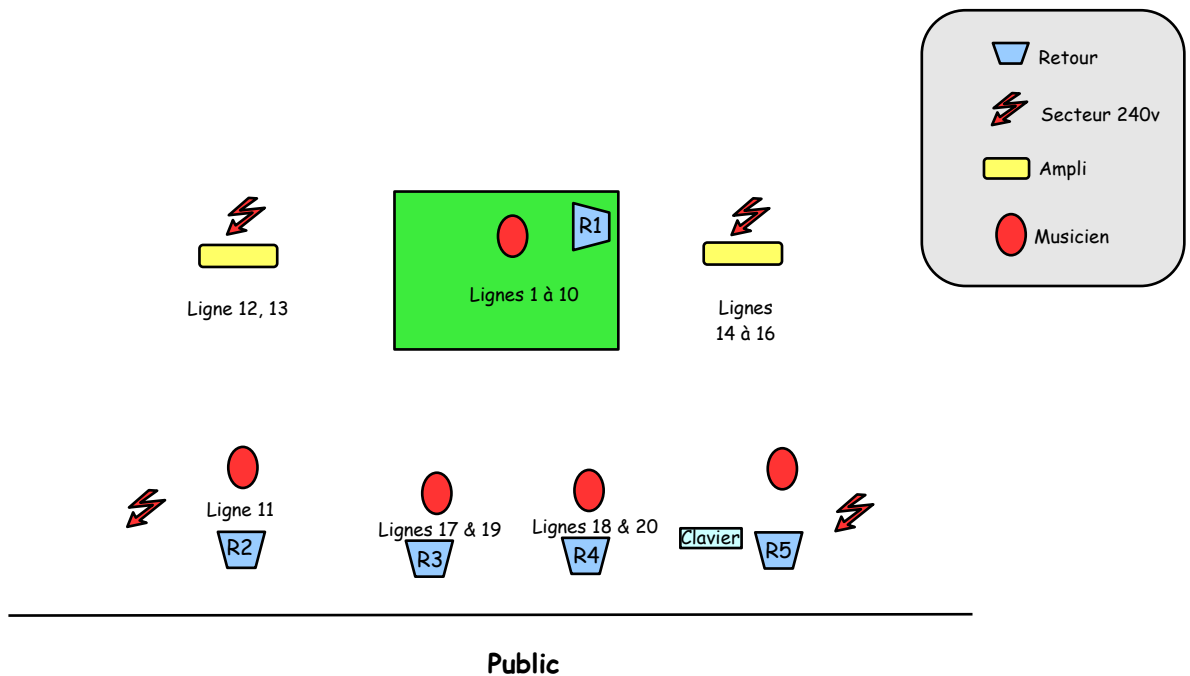 Retour
Secteur 240v
Ampli
Musicien
R1
Lignes 1 à 10
Ligne 12, 13
Lignes
14 à 16
Ligne 11
Lignes 17 & 19
Lignes 18 & 20
Clavier
R2
R3
R4
R5
Public